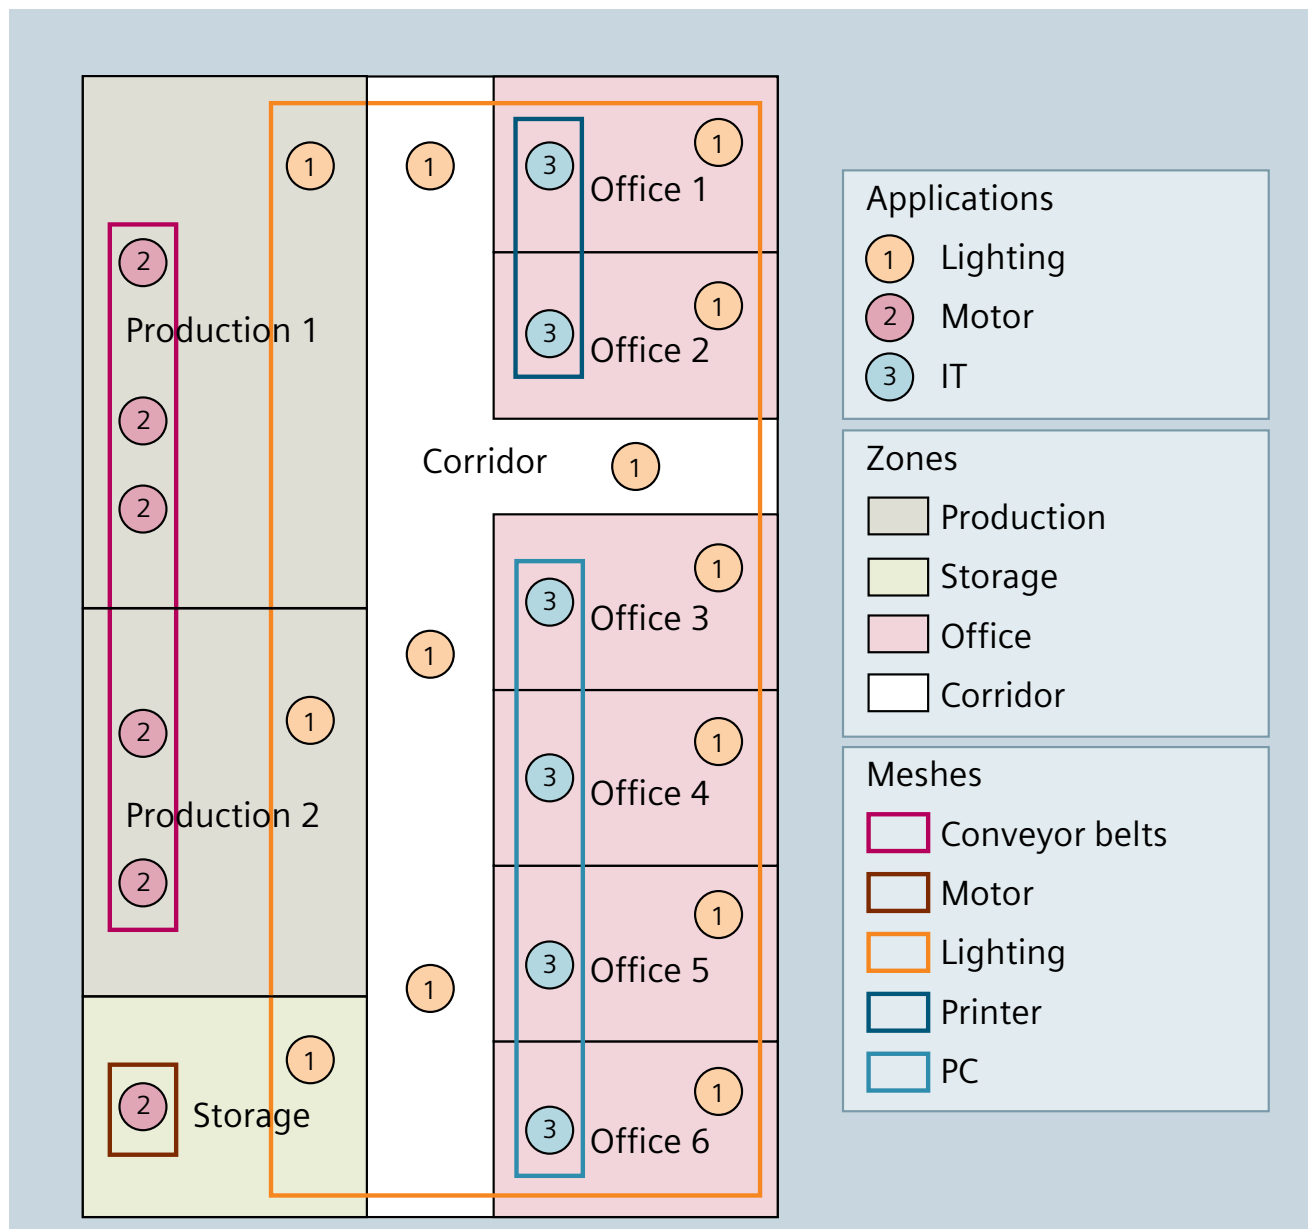 1
1
1
3
Office 1
2
Production 1
1
3
Office 2
2
Corridor
1
2
1
3
Office 3
1
1
2
1
3
Office 4
Production 2
2
1
3
Office 5
1
1
2
Storage
1
3
Office 6
Applications
1 Lighting
2 Motor
3 IT
Zones
Production
Storage
Office
Corridor
Meshes
Conveyor belts
Motor
Lighting
Printer
PC